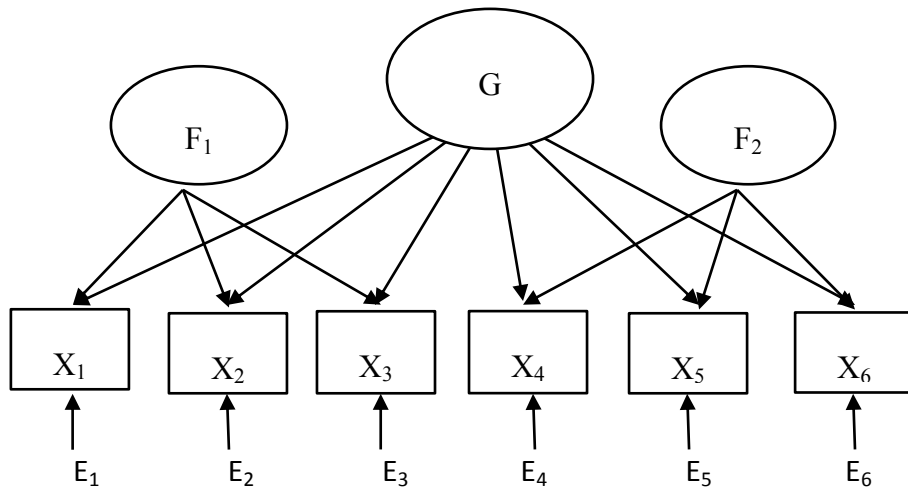 G
F₁
F₂
X₁ X₂ X₃ X₄ X₅ X₆
E₁ E₂ E₃ E₄ E₅ E₆